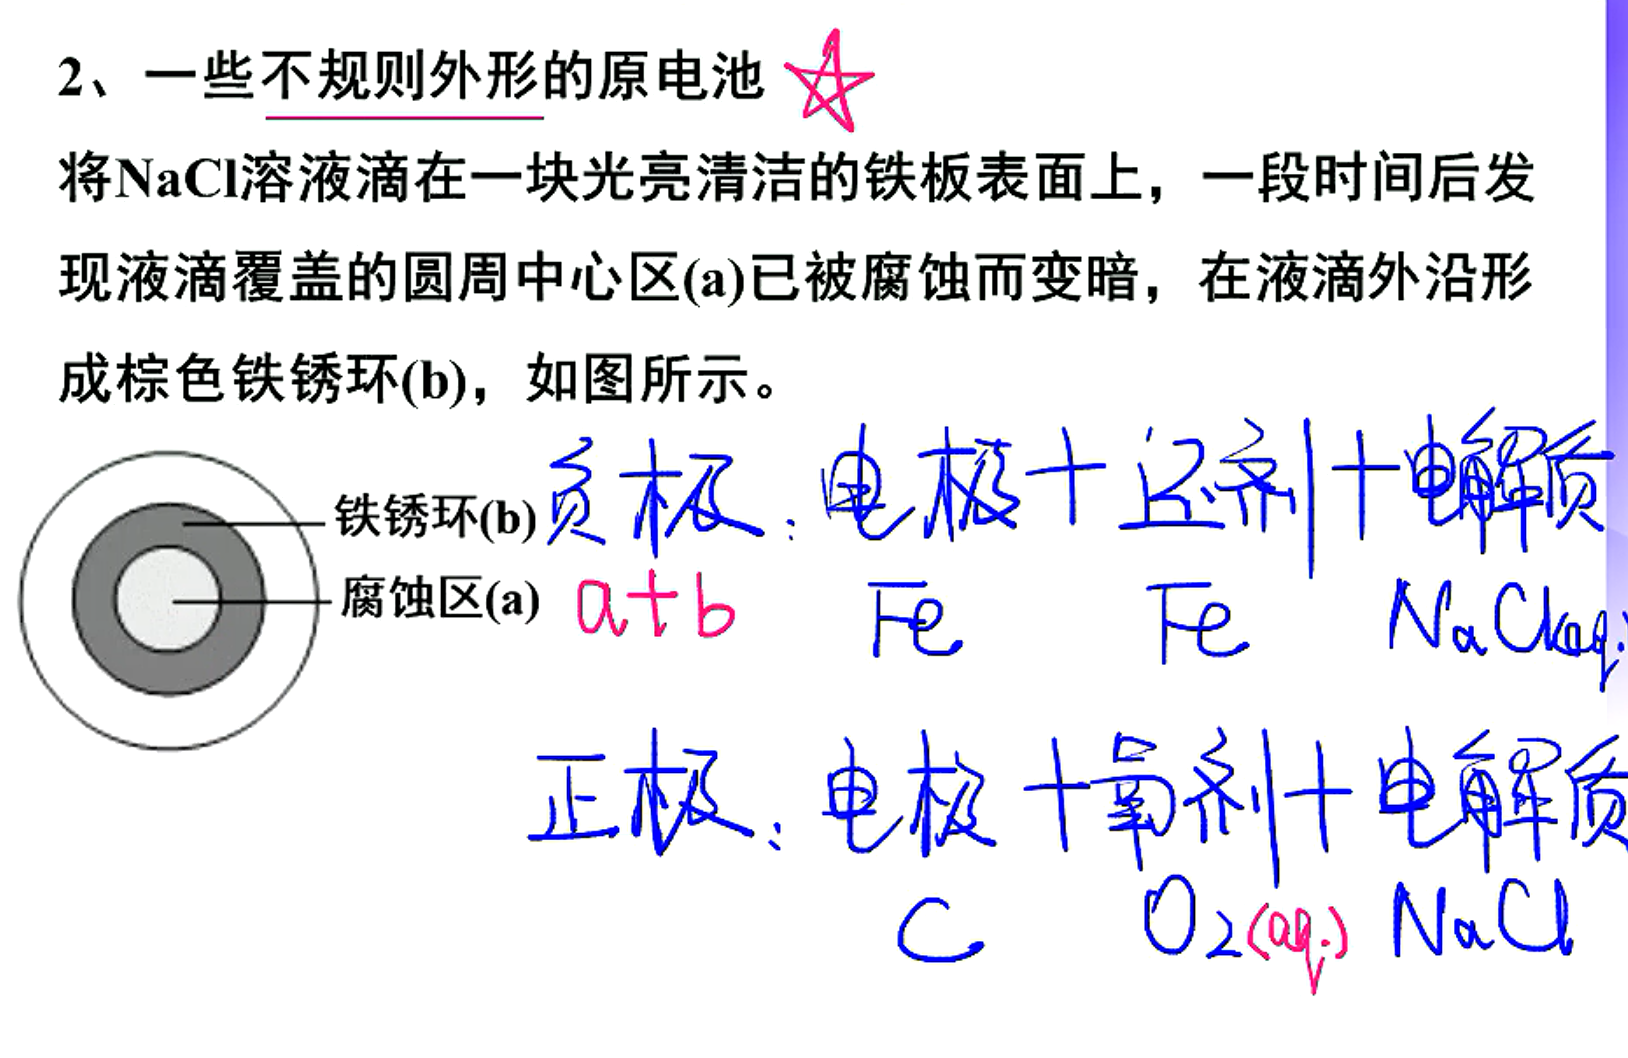 2、一些不规则外形的原电池
将NaCl溶液滴在一块光亮清洁的铁板表面上，一段时间后发
现液滴覆盖的圆周中心区(a)已被腐蚀而变暗，在液滴外沿形
成棕色铁锈环(b)，如图所示。
负极：电极+还剂+电解质
铁锈环(b)
腐蚀区(a)
a+b Fe Fe NaCl(aq.)
正极：电极+氧剂+电解质
C O2(aq.) NaCl